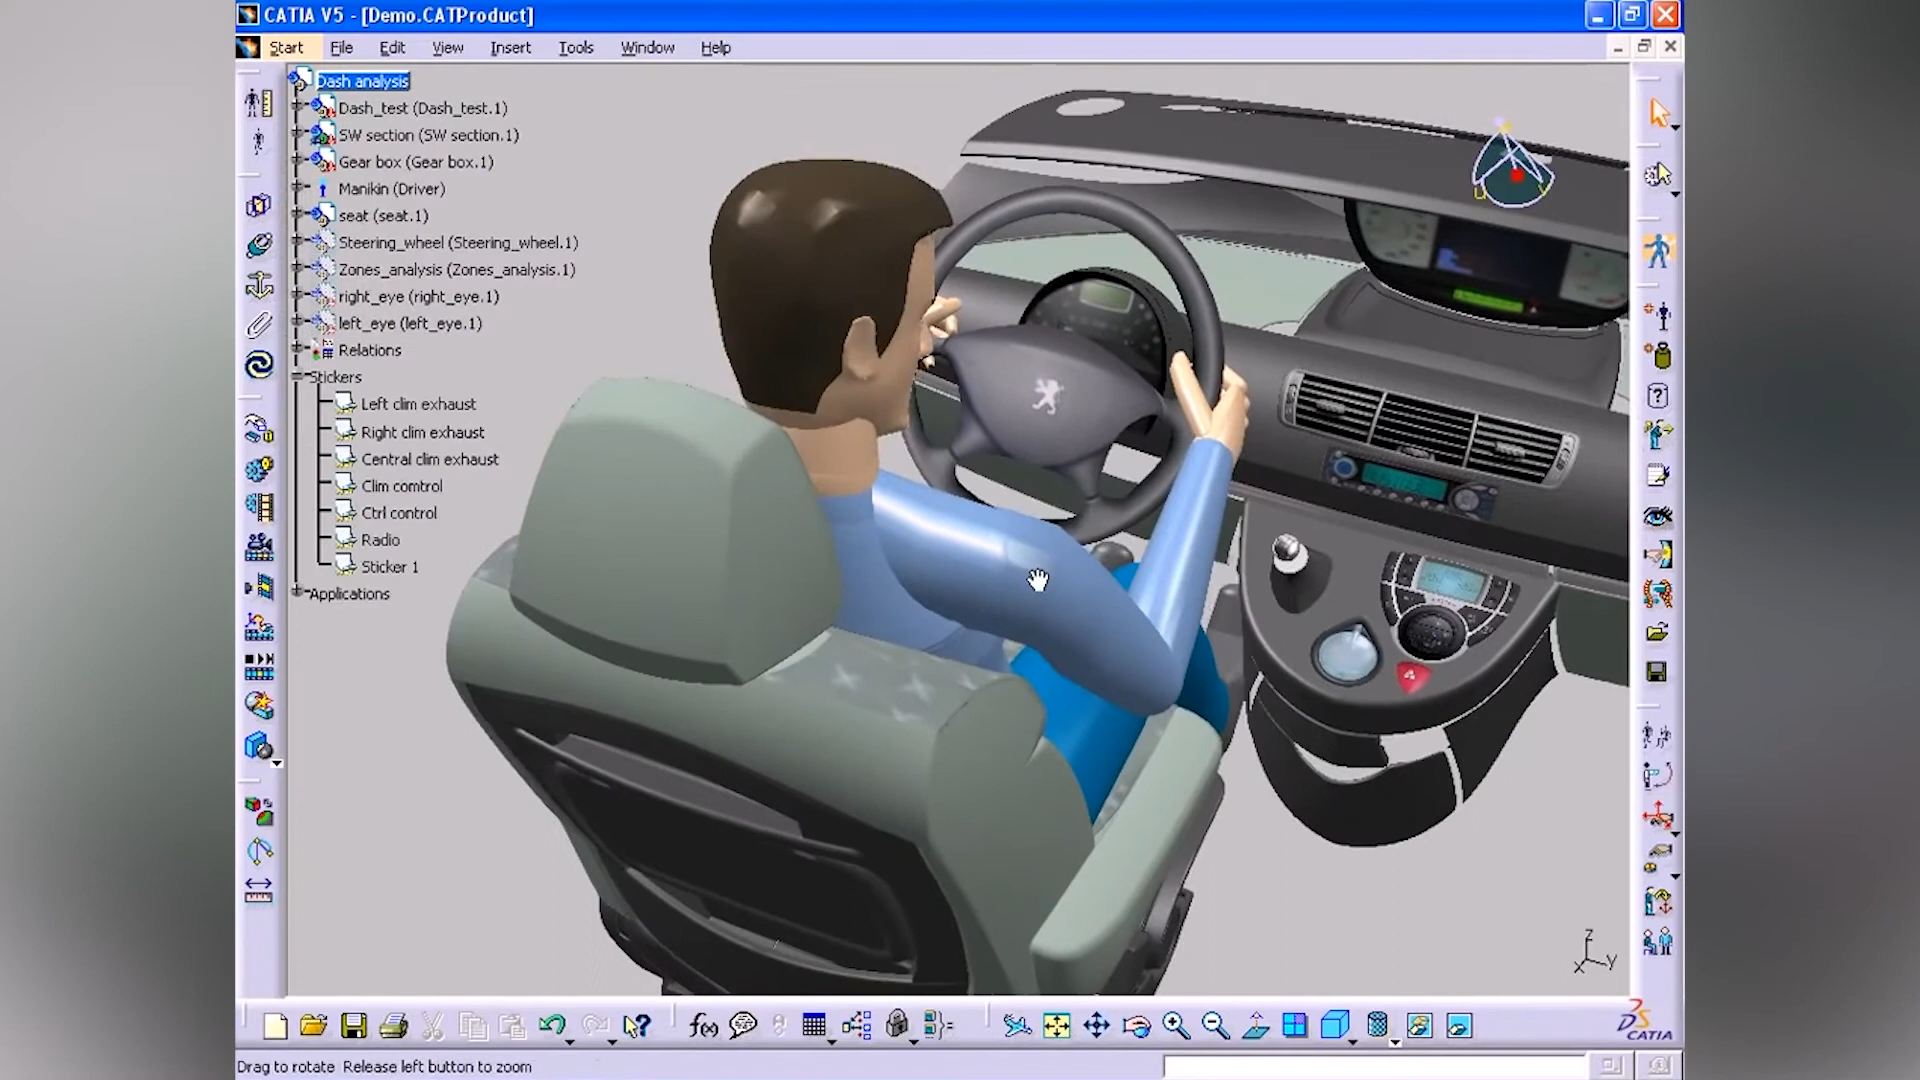 CATIA V5 - [Demo.CATProduct]
Start File Edit View Insert Tools Window Help
Dash analysis
Dash_test (Dash_test.1)
SW section (SW section.1)
Gear box (Gear box.1)
Manikin (Driver)
seat (seat.1)
Steering_wheel (Steering_wheel.1)
Zones_analysis (Zones_analysis.1)
right_eye (right_eye.1)
left_eye (left_eye.1)
Relations
Stickers
Left clim exhaust
Right clim exhaust
Central clim exhaust
Clim comtrol
Ctrl control
Radio
Sticker 1
Applications
z
x y
f(x)
DS
CATIA
Drag to rotate Release left button to zoom